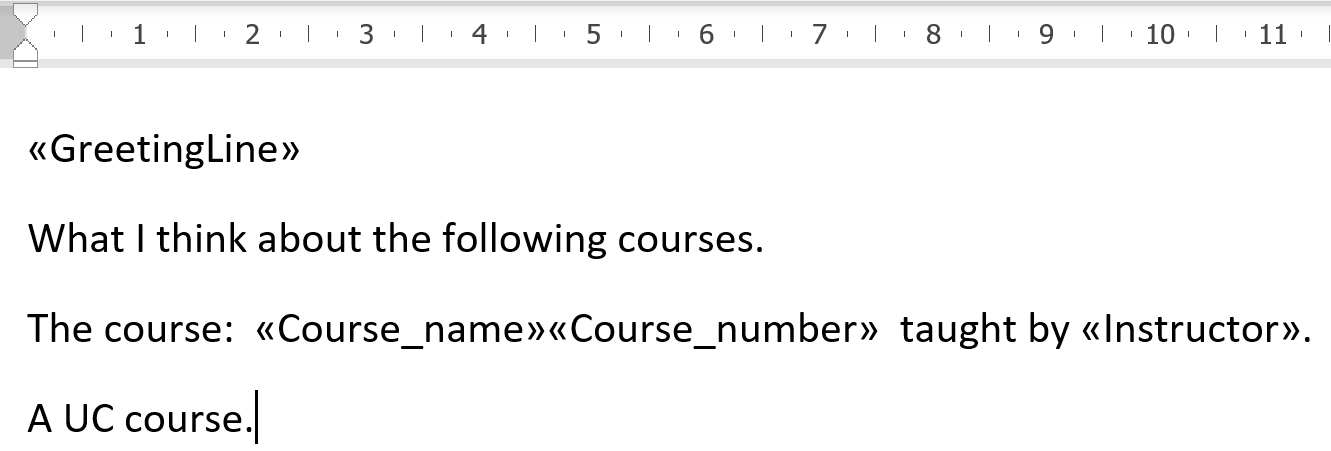 1 2 3 4 5 6 7 8 9 10 11
«GreetingLine»
What I think about the following courses.
The course:  «Course_name»«Course_number»  taught by «Instructor».
A UC course.